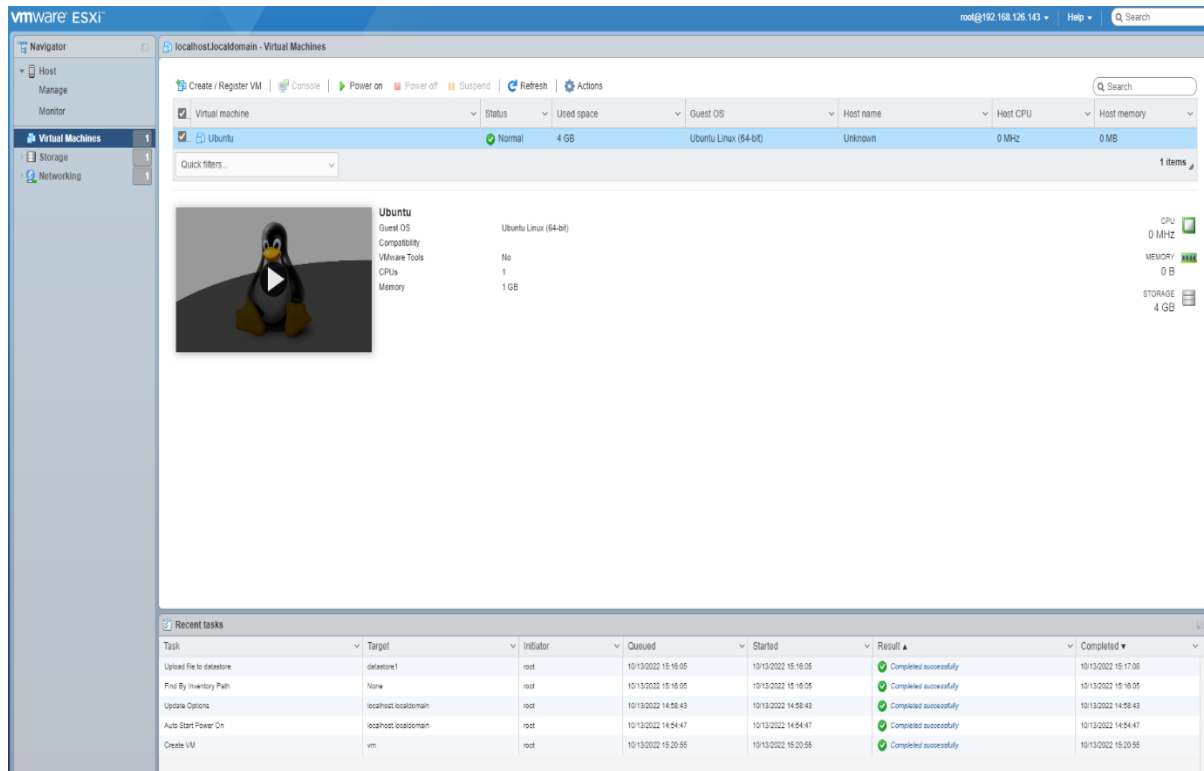 vmware ESXi™
root@192.168.126.143 Help Search
Navigator
Host
Manage
Monitor
Virtual Machines 1
Storage 1
Networking 1
localhost.localdomain - Virtual Machines
Create / Register VM Console Power on Power off Suspend Refresh Actions Search
Virtual machine Status Used space Guest OS Host name Host CPU Host memory
Ubuntu Normal 4 GB Ubuntu Linux (64-bit) Unknown 0 MHz 0 MB
Quick filters... 1 items
Ubuntu
Guest OS Ubuntu Linux (64-bit)
Compatibility
VMware Tools No
CPUs 1
Memory 1 GB
CPU
0 MHz
MEMORY
0 B
STORAGE
4 GB
Recent tasks
Task Target Initiator Queued Started Result Completed
Upload file to datastore datastore1 root 10/13/2022 15:16:05 10/13/2022 15:16:05 Completed successfully 10/13/2022 15:17:08
Find By Inventory Path None root 10/13/2022 15:16:05 10/13/2022 15:16:05 Completed successfully 10/13/2022 15:16:05
Update Options localhost.localdomain root 10/13/2022 14:58:43 10/13/2022 14:58:43 Completed successfully 10/13/2022 14:58:43
Auto Start Power On localhost.localdomain root 10/13/2022 14:54:47 10/13/2022 14:54:47 Completed successfully 10/13/2022 14:54:47
Create VM vm root 10/13/2022 15:20:55 10/13/2022 15:20:55 Completed successfully 10/13/2022 15:20:55